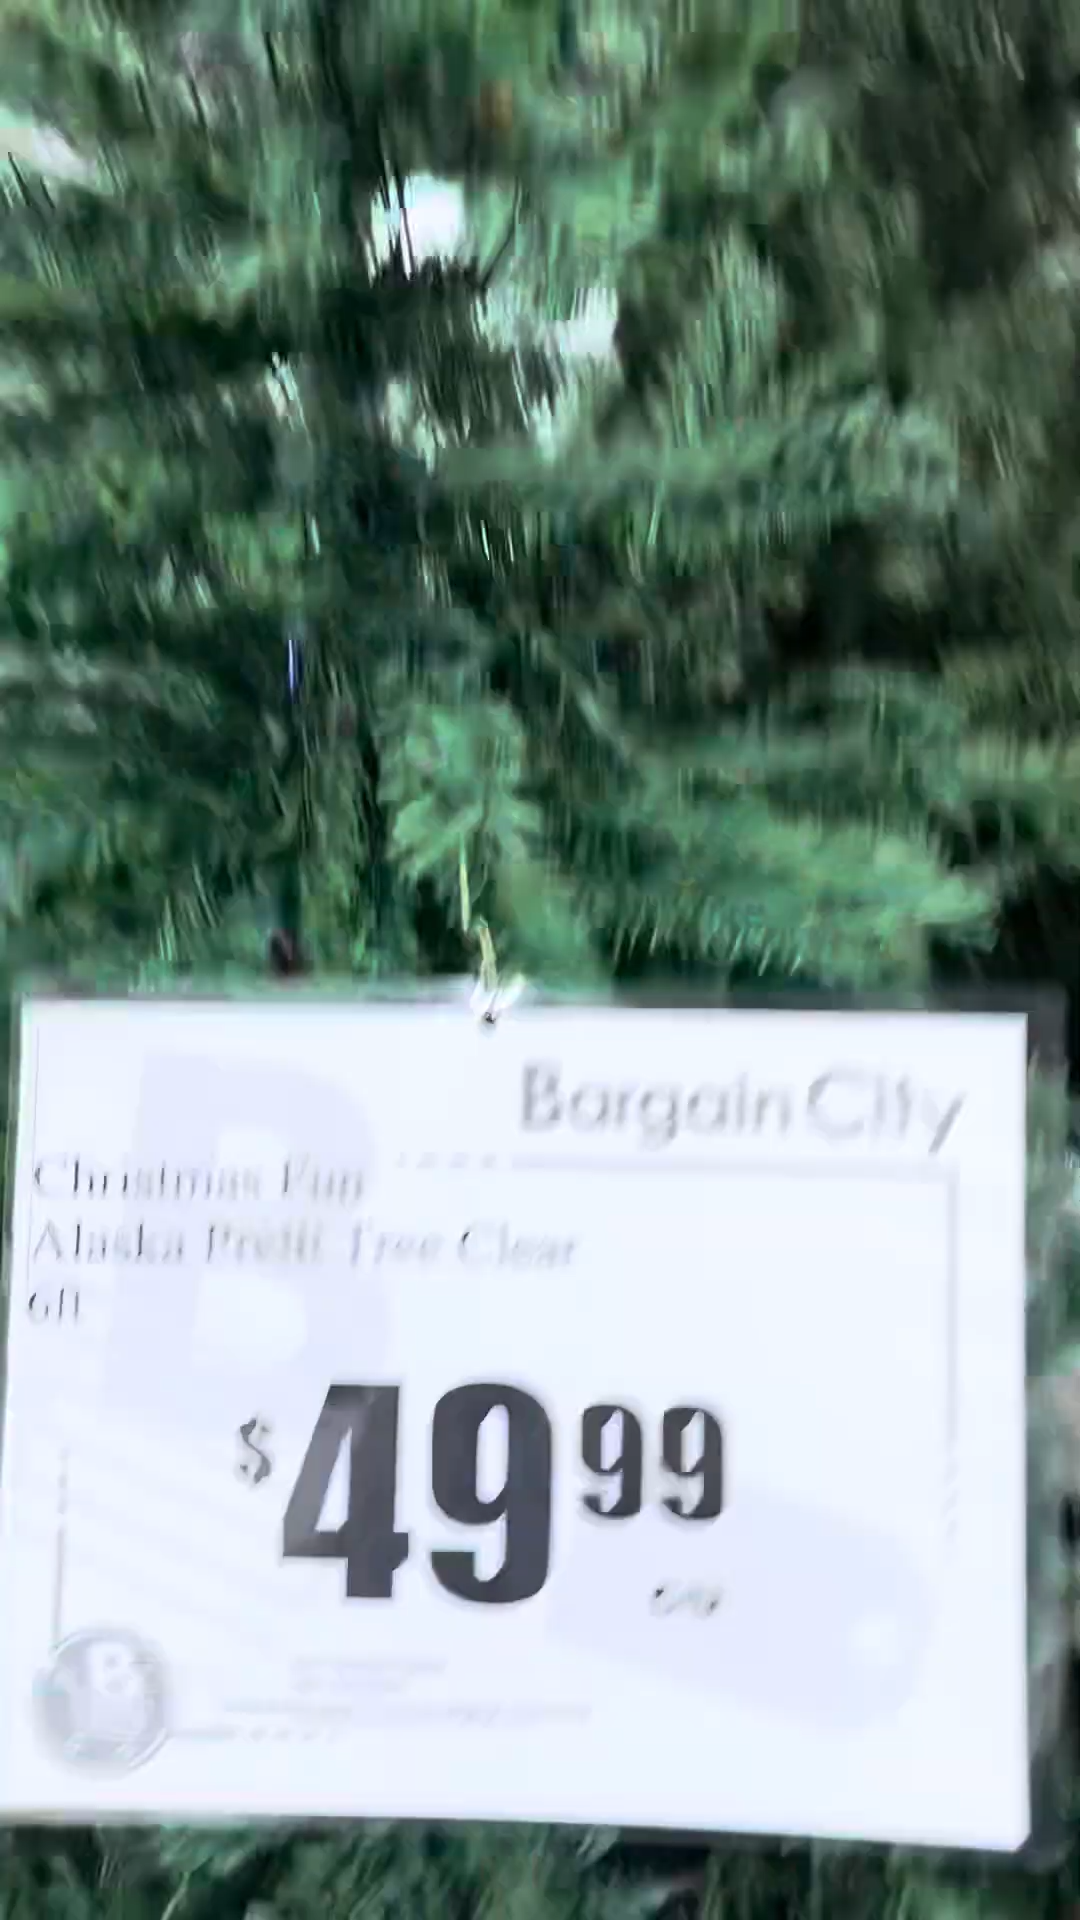 Bargain City
Christmas Fun
Alaska Prelit Tree Clear
6ft
$49 99
B